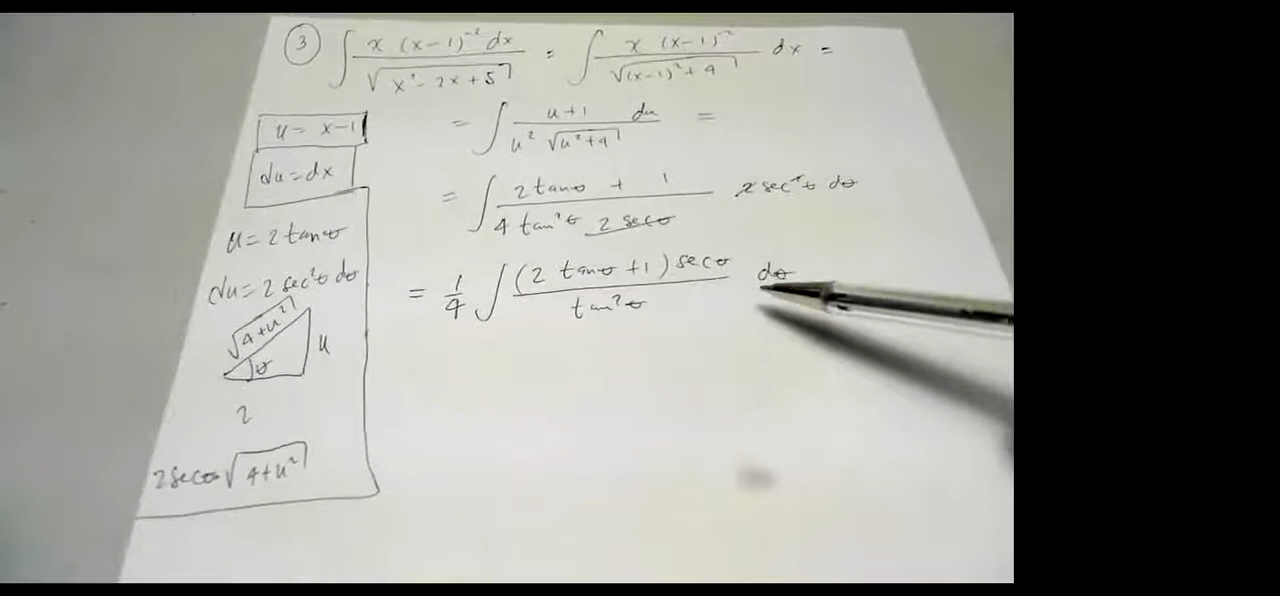 ③ ∫ x (x-1)⁻² dx / √(x²-2x+5) = ∫ x (x-1)⁻² / √((x-1)²+4) dx =
u = x-1
= ∫ u+1 / u² √(u²+4) du =
du = dx
= ∫ 2 tanθ + 1 / 4 tan²θ 2 secθ 2 sec²θ dθ
u = 2 tanθ
du = 2 sec²θ dθ
= 1/4 ∫ (2 tanθ + 1) secθ / tan²θ dθ
√(4+u²)
u
θ
2
2 secθ √(4+u²)